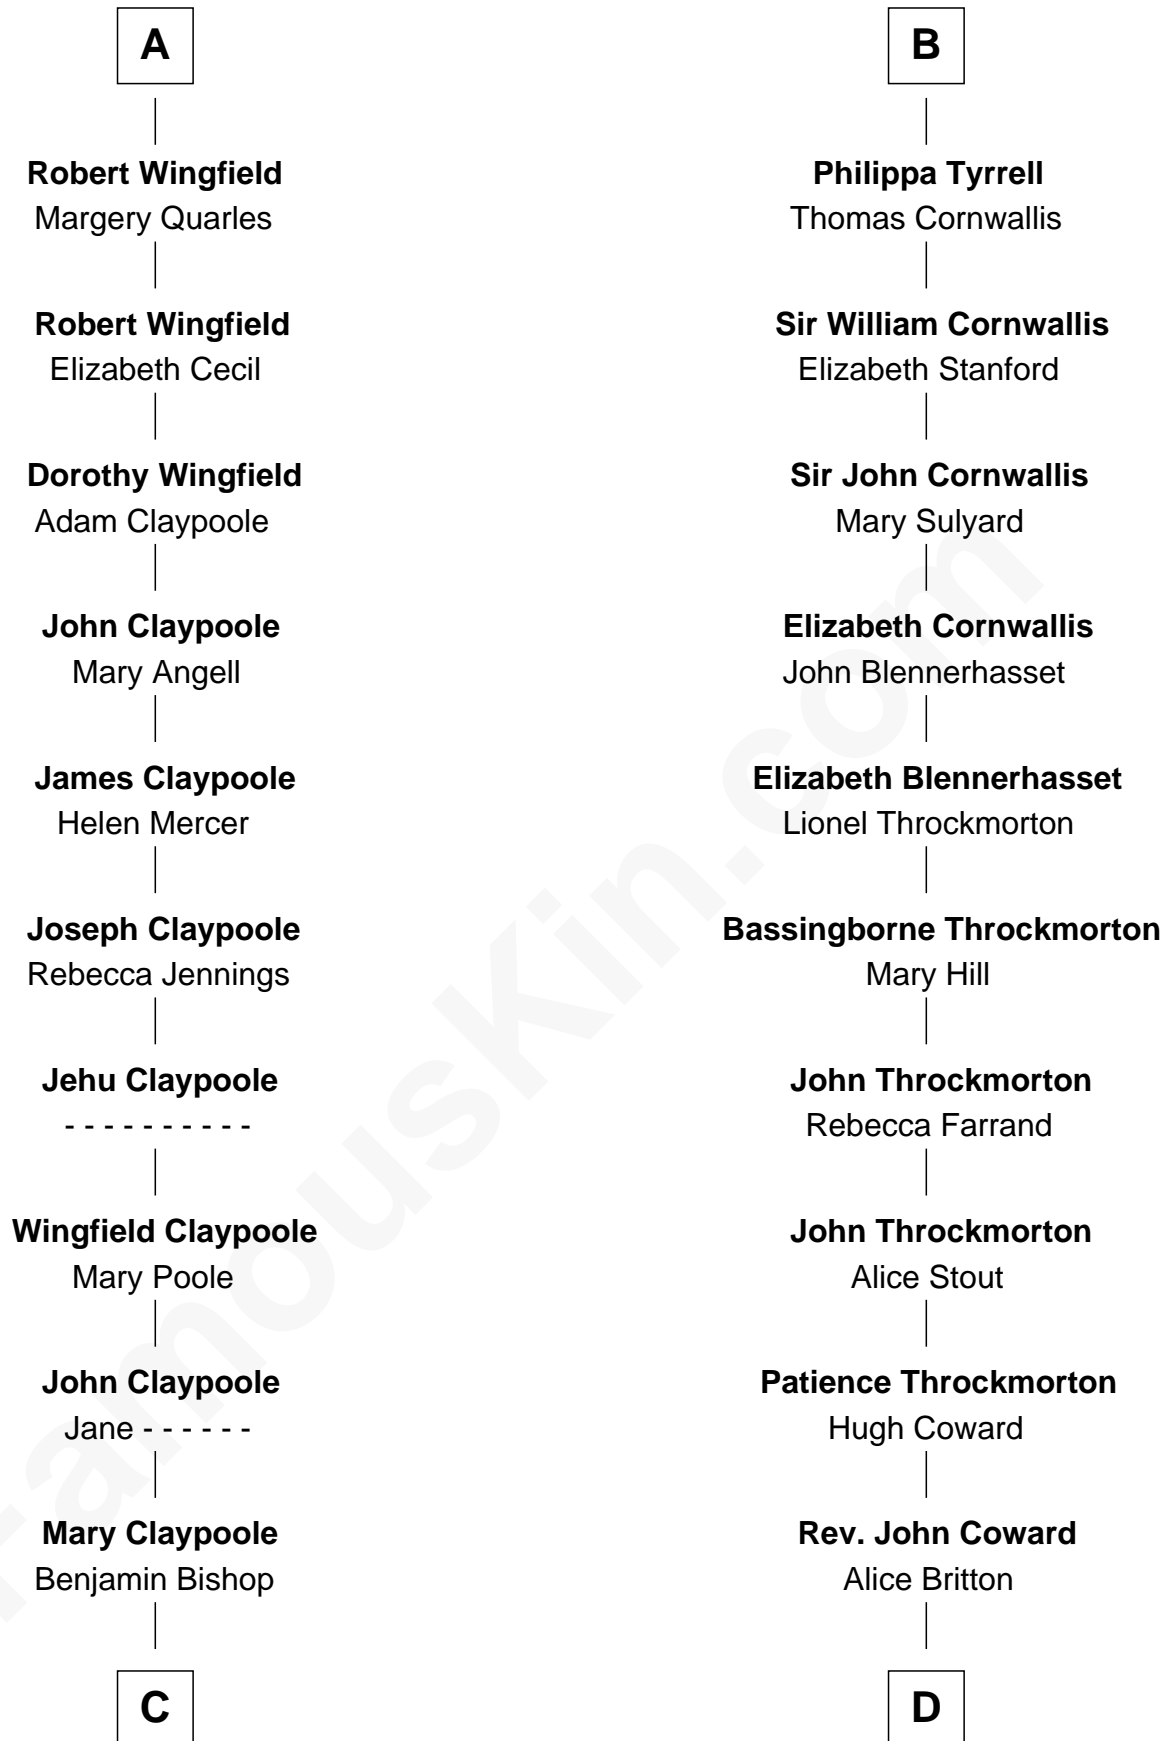 A
Robert Wingfield
Margery Quarles
Robert Wingfield
Elizabeth Cecil
Dorothy Wingfield
Adam Claypoole
John Claypoole
Mary Angell
James Claypoole
Helen Mercer
Joseph Claypoole
Rebecca Jennings
Jehu Claypoole
- - - - - - - - - -
Wingfield Claypoole
Mary Poole
John Claypoole
Jane - - - - - -
Mary Claypoole
Benjamin Bishop
C
B
Philippa Tyrrell
Thomas Cornwallis
Sir William Cornwallis
Elizabeth Stanford
Sir John Cornwallis
Mary Sulyard
Elizabeth Cornwallis
John Blennerhasset
Elizabeth Blennerhasset
Lionel Throckmorton
Bassingborne Throckmorton
Mary Hill
John Throckmorton
Rebecca Farrand
John Throckmorton
Alice Stout
Patience Throckmorton
Hugh Coward
Rev. John Coward
Alice Britton
D
FamousKin.com